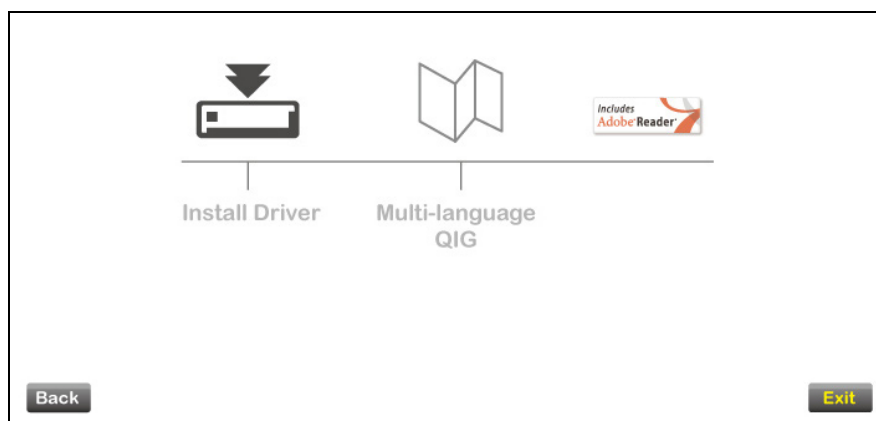 Includes
Adobe® Reader®
Install Driver
Multi-language
QIG
Back
Exit